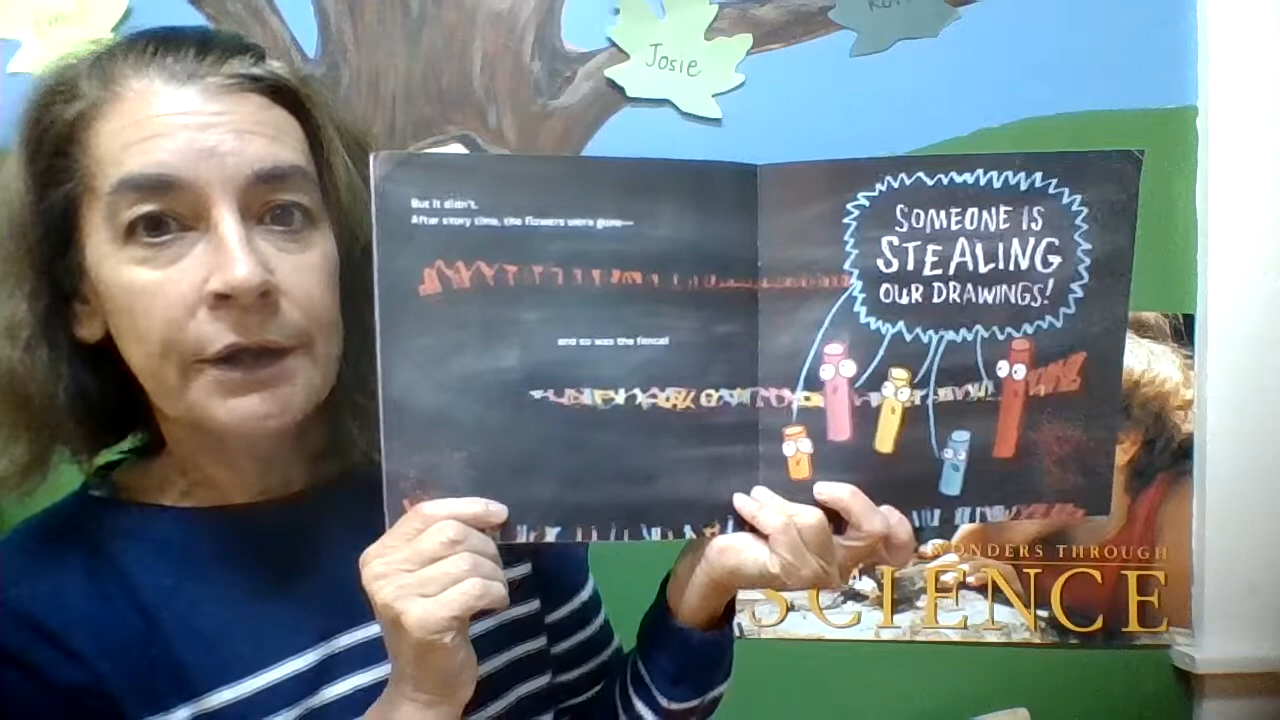 Josie
But it didn't.
After story time, the flowers were gone—
and so was the fence!
SOMEONE IS
STEALING
OUR DRAWINGS!
WONDERS THROUGH
SCIENCE